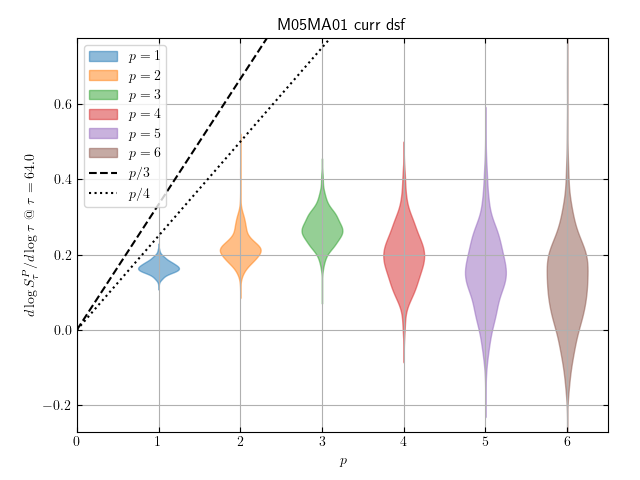 M05MA01 curr dsf
d log S_τ^P / d log τ @ τ = 64.0
0.6
0.4
0.2
0.0
−0.2
p = 1
p = 2
p = 3
p = 4
p = 5
p = 6
p/3
p/4
0 1 2 3 4 5 6
p